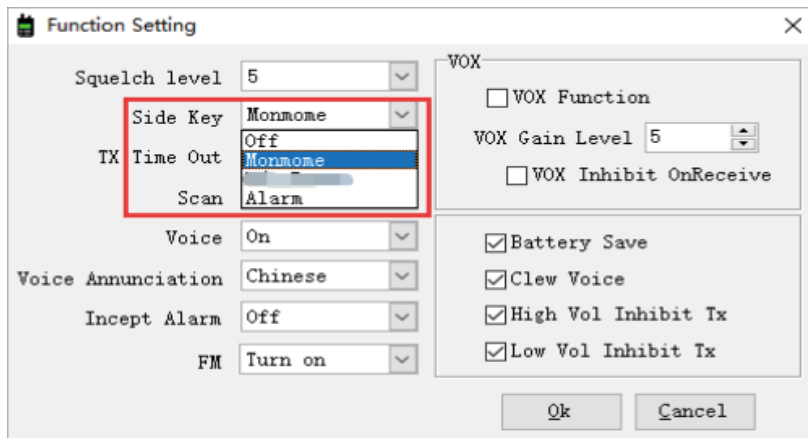 Function Setting
Squelch level 5
Side Key Monmome
Off
TX Time Out Monmome
Scan Alarm
Voice On
Voice Annunciation Chinese
Incept Alarm Off
FM Turn on
VOX
VOX Function
VOX Gain Level 5
VOX Inhibit OnReceive
Battery Save
Clew Voice
High Vol Inhibit Tx
Low Vol Inhibit Tx
Ok Cancel